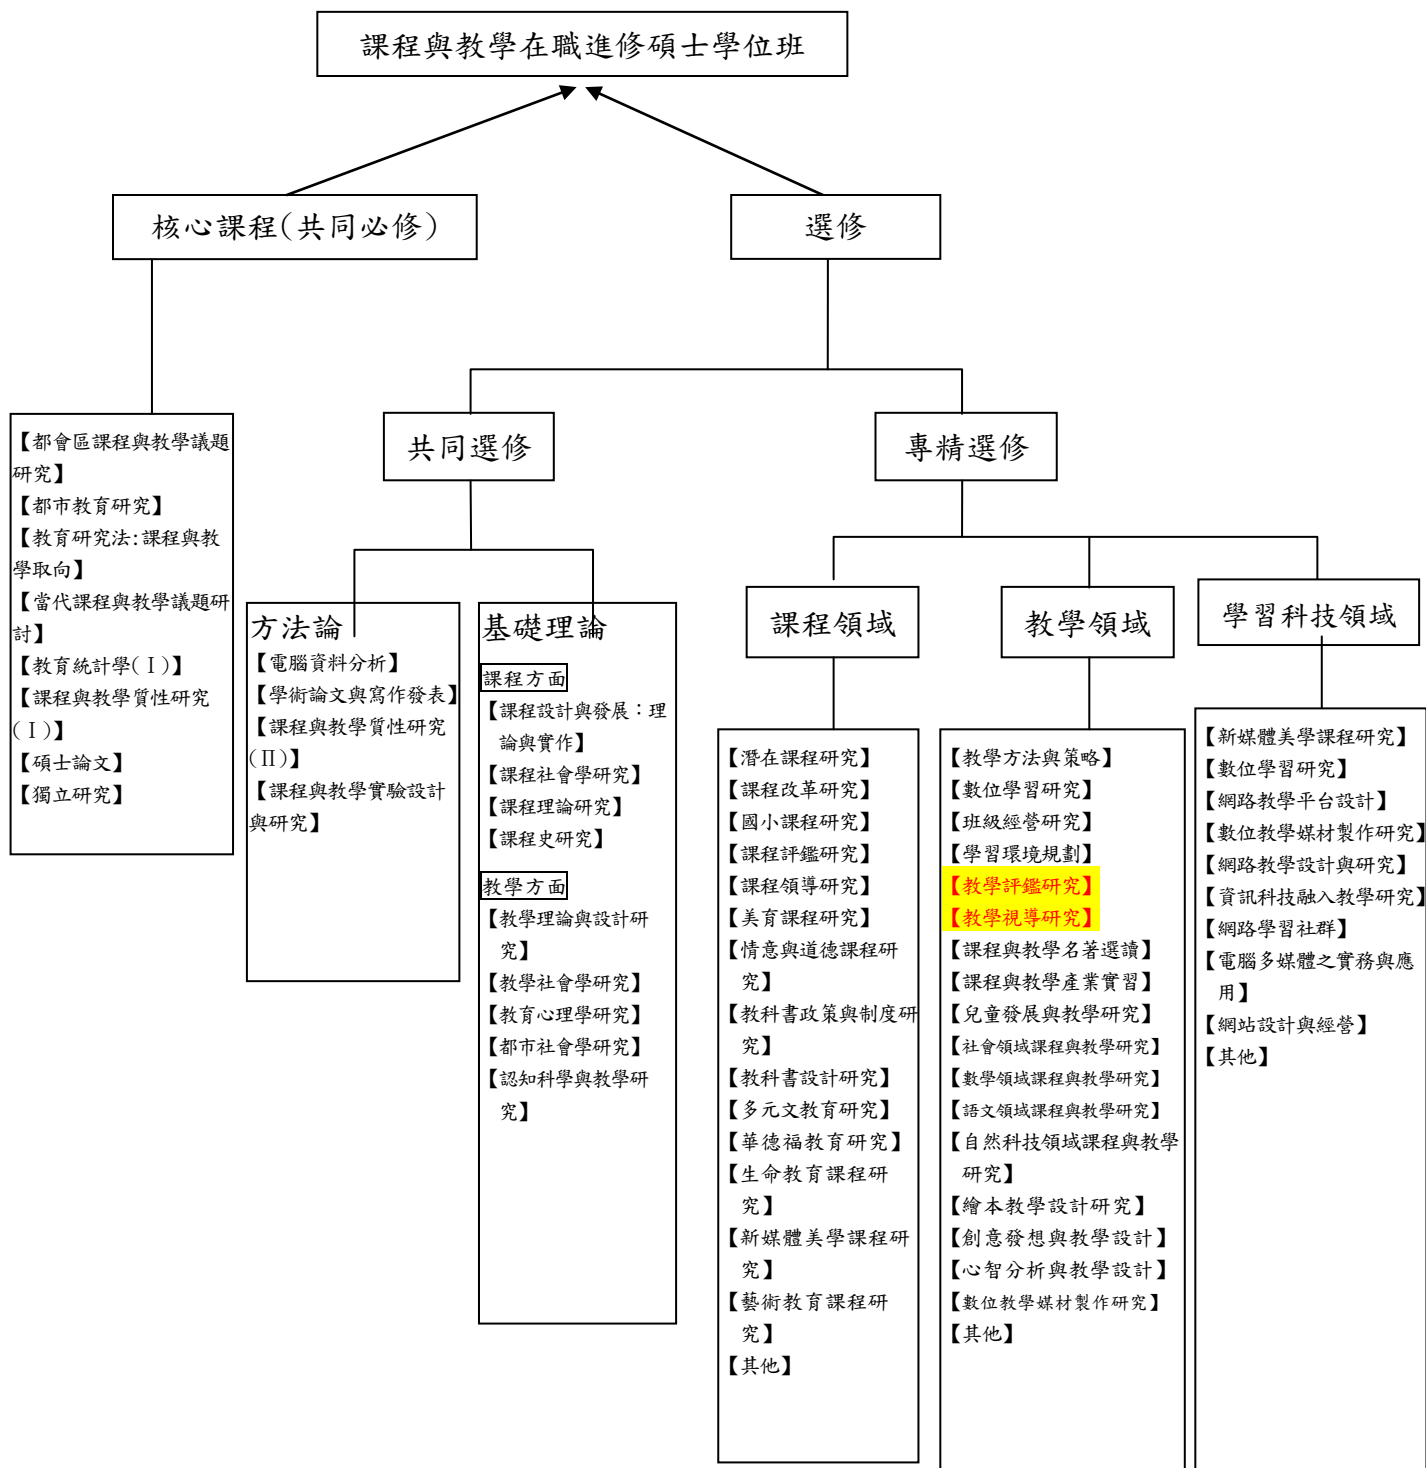 課程與教學在職進修碩士學位班
核心課程(共同必修)
選修
【都會區課程與教學議題
研究】
【都市教育研究】
【教育研究法:課程與教
學取向】
【當代課程與教學議題研
討】
【教育統計學(Ⅰ)】
【課程與教學質性研究
(Ⅰ)】
【碩士論文】
【獨立研究】
共同選修
專精選修
方法論
【電腦資料分析】
【學術論文與寫作發表】
【課程與教學質性研究
(Ⅱ)】
【課程與教學實驗設計
與研究】
基礎理論
課程方面
【課程設計與發展：理
論與實作】
【課程社會學研究】
【課程理論研究】
【課程史研究】
教學方面
【教學理論與設計研
究】
【教學社會學研究】
【教育心理學研究】
【都市社會學研究】
【認知科學與教學研
究】
課程領域
【潛在課程研究】
【課程改革研究】
【國小課程研究】
【課程評鑑研究】
【課程領導研究】
【美育課程研究】
【情意與道德課程研
究】
【教科書政策與制度研
究】
【教科書設計研究】
【多元文教育研究】
【華德福教育研究】
【生命教育課程研
究】
【新媒體美學課程研
究】
【藝術教育課程研
究】
【其他】
教學領域
【教學方法與策略】
【數位學習研究】
【班級經營研究】
【學習環境規劃】
【教學評鑑研究】
【教學視導研究】
【課程與教學名著選讀】
【課程與教學產業實習】
【兒童發展與教學研究】
【社會領域課程與教學研究】
【數學領域課程與教學研究】
【語文領域課程與教學研究】
【自然科技領域課程與教學
研究】
【繪本教學設計研究】
【創意發想與教學設計】
【心智分析與教學設計】
【數位教學媒材製作研究】
【其他】
學習科技領域
【新媒體美學課程研究】
【數位學習研究】
【網路教學平台設計】
【數位教學媒材製作研究】
【網路教學設計與研究】
【資訊科技融入教學研究】
【網路學習社群】
【電腦多媒體之實務與應
用】
【網站設計與經營】
【其他】